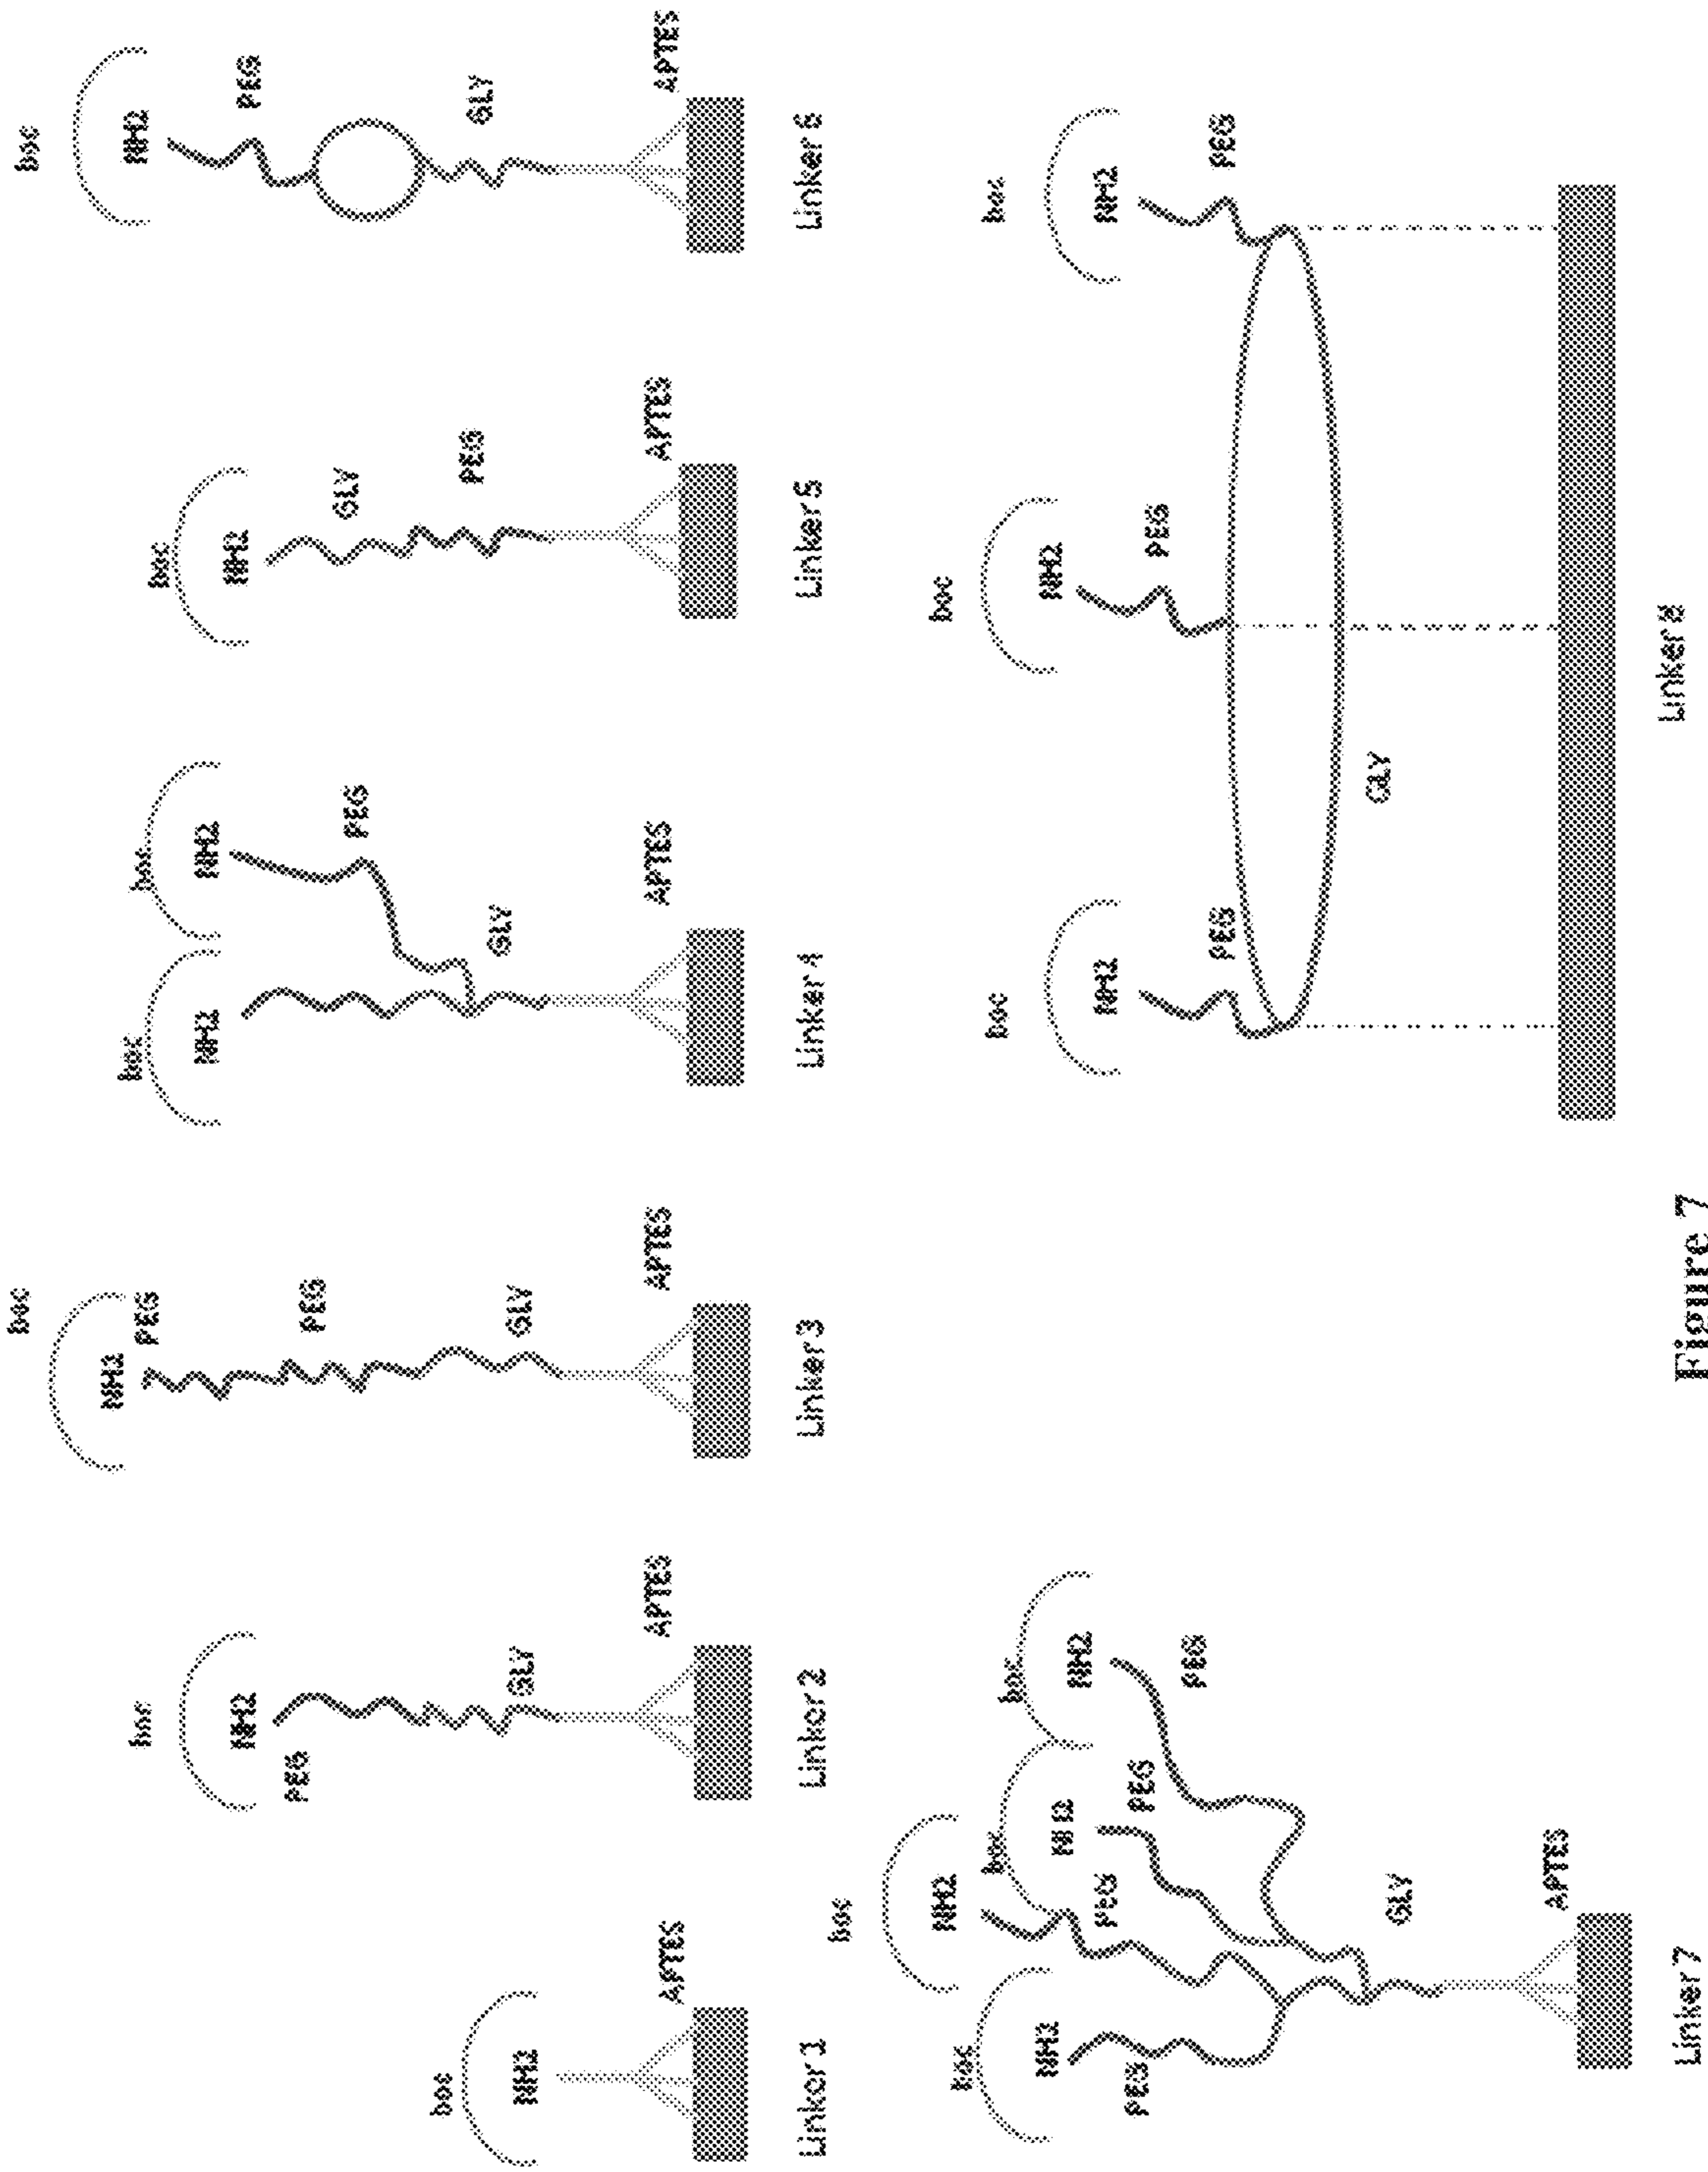 boc
NH2
APTES
Linker 1
boc
NH2
PEG
GLY
APTES
Linker 2
boc
NH2
PEG
PEG
GLY
APTES
Linker 3
boc
boc
NH2
NH2
PEG
GLY
APTES
Linker 4
boc
NH2
GLY
PEG
APTES
Linker 5
boc
NH2
PEG
GLY
APTES
Linker 6
boc
boc
boc
boc
NH2
NH2
NH2
NH2
PEG
PEG
PEG
PEG
GLY
APTES
Linker 7
boc
boc
boc
NH2
NH2
NH2
PEG
PEG
PEG
GLY
Linker 8
Figure 7